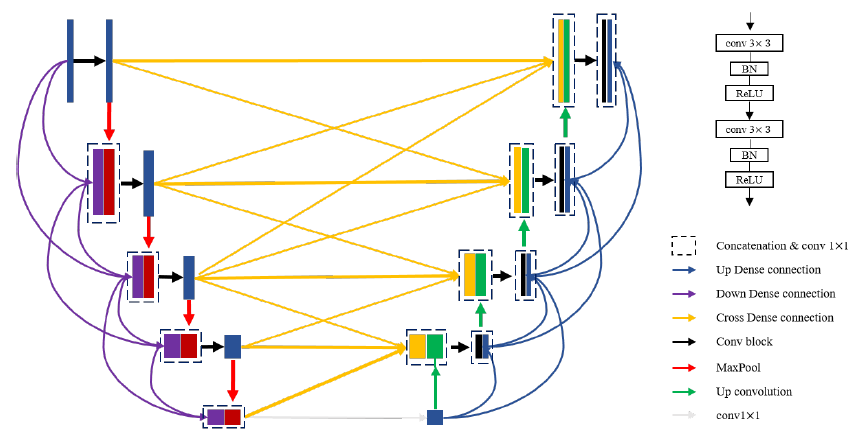 conv 3× 3
BN
ReLU
conv 3× 3
BN
ReLU
Concatenation & conv 1×1
Up Dense connection
Down Dense connection
Cross Dense connection
Conv block
MaxPool
Up convolution
conv1×1